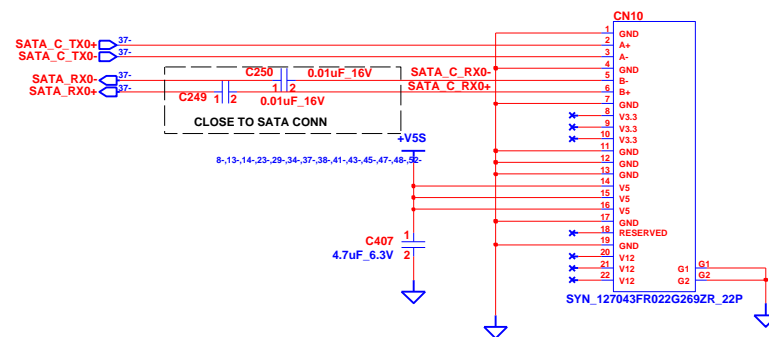 CN10
1 GND
SATA_C_TX0+ 37- 2 A+
SATA_C_TX0- 37- 3 A-
4 GND
SATA_RX0- 37- C250 1 2 0.01uF_16V SATA_C_RX0- 5 B-
SATA_RX0+ 37- C249 1 2 0.01uF_16V SATA_C_RX0+ 6 B+
7 GND
CLOSE TO SATA CONN
8 V3.3
9 V3.3
10 V3.3
+V5S
8-,13-,14-,23-,29-,34-,37-,38-,41-,43-,45-,47-,48-,52-
11 GND
12 GND
13 GND
14 V5
15 V5
16 V5
17 GND
18 RESERVED
19 GND
C407 1 2
4.7uF_6.3V
20 V12
21 V12 G1 G1
22 V12 G2 G2
SYN_127043FR022G269ZR_22P